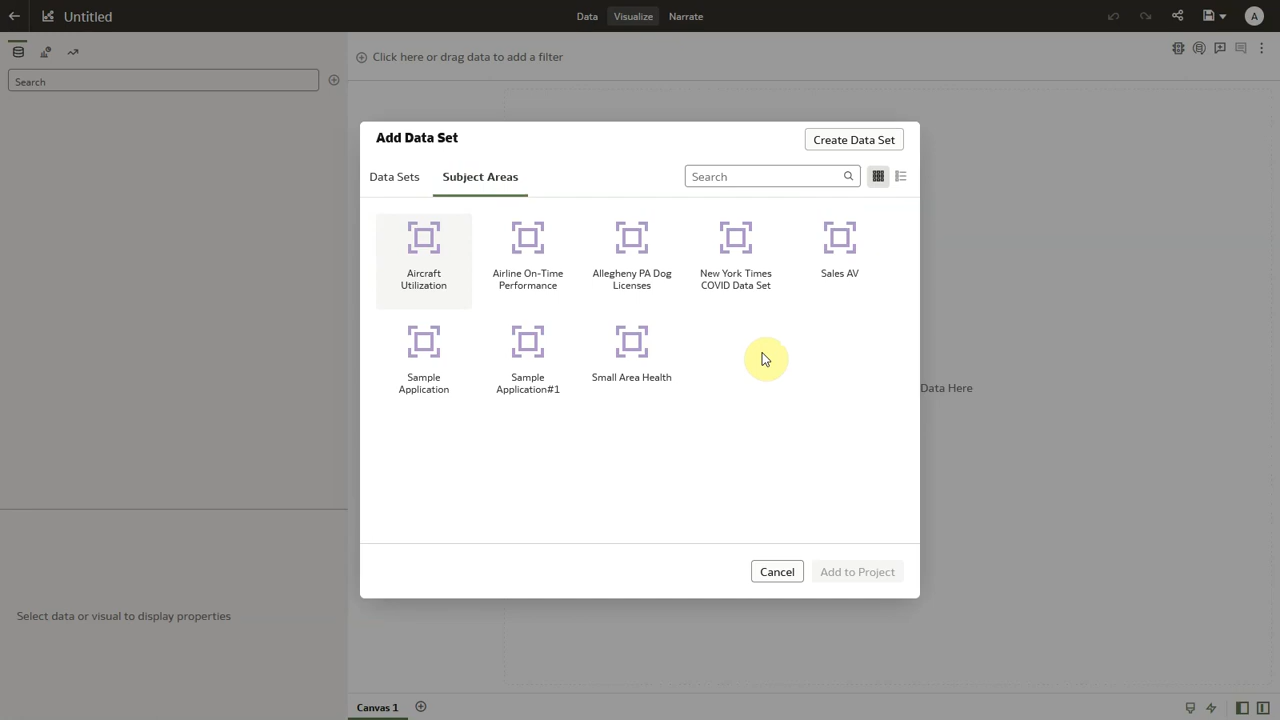 Untitled
Data Visualize Narrate
A
Search
Click here or drag data to add a filter
Add Data Set
Create Data Set
Data Sets Subject Areas
Search
Aircraft
Utilization
Airline On-Time
Performance
Allegheny PA Dog
Licenses
New York Times
COVID Data Set
Sales AV
Sample
Application
Sample
Application#1
Small Area Health
Data Here
Cancel Add to Project
Select data or visual to display properties
Canvas 1